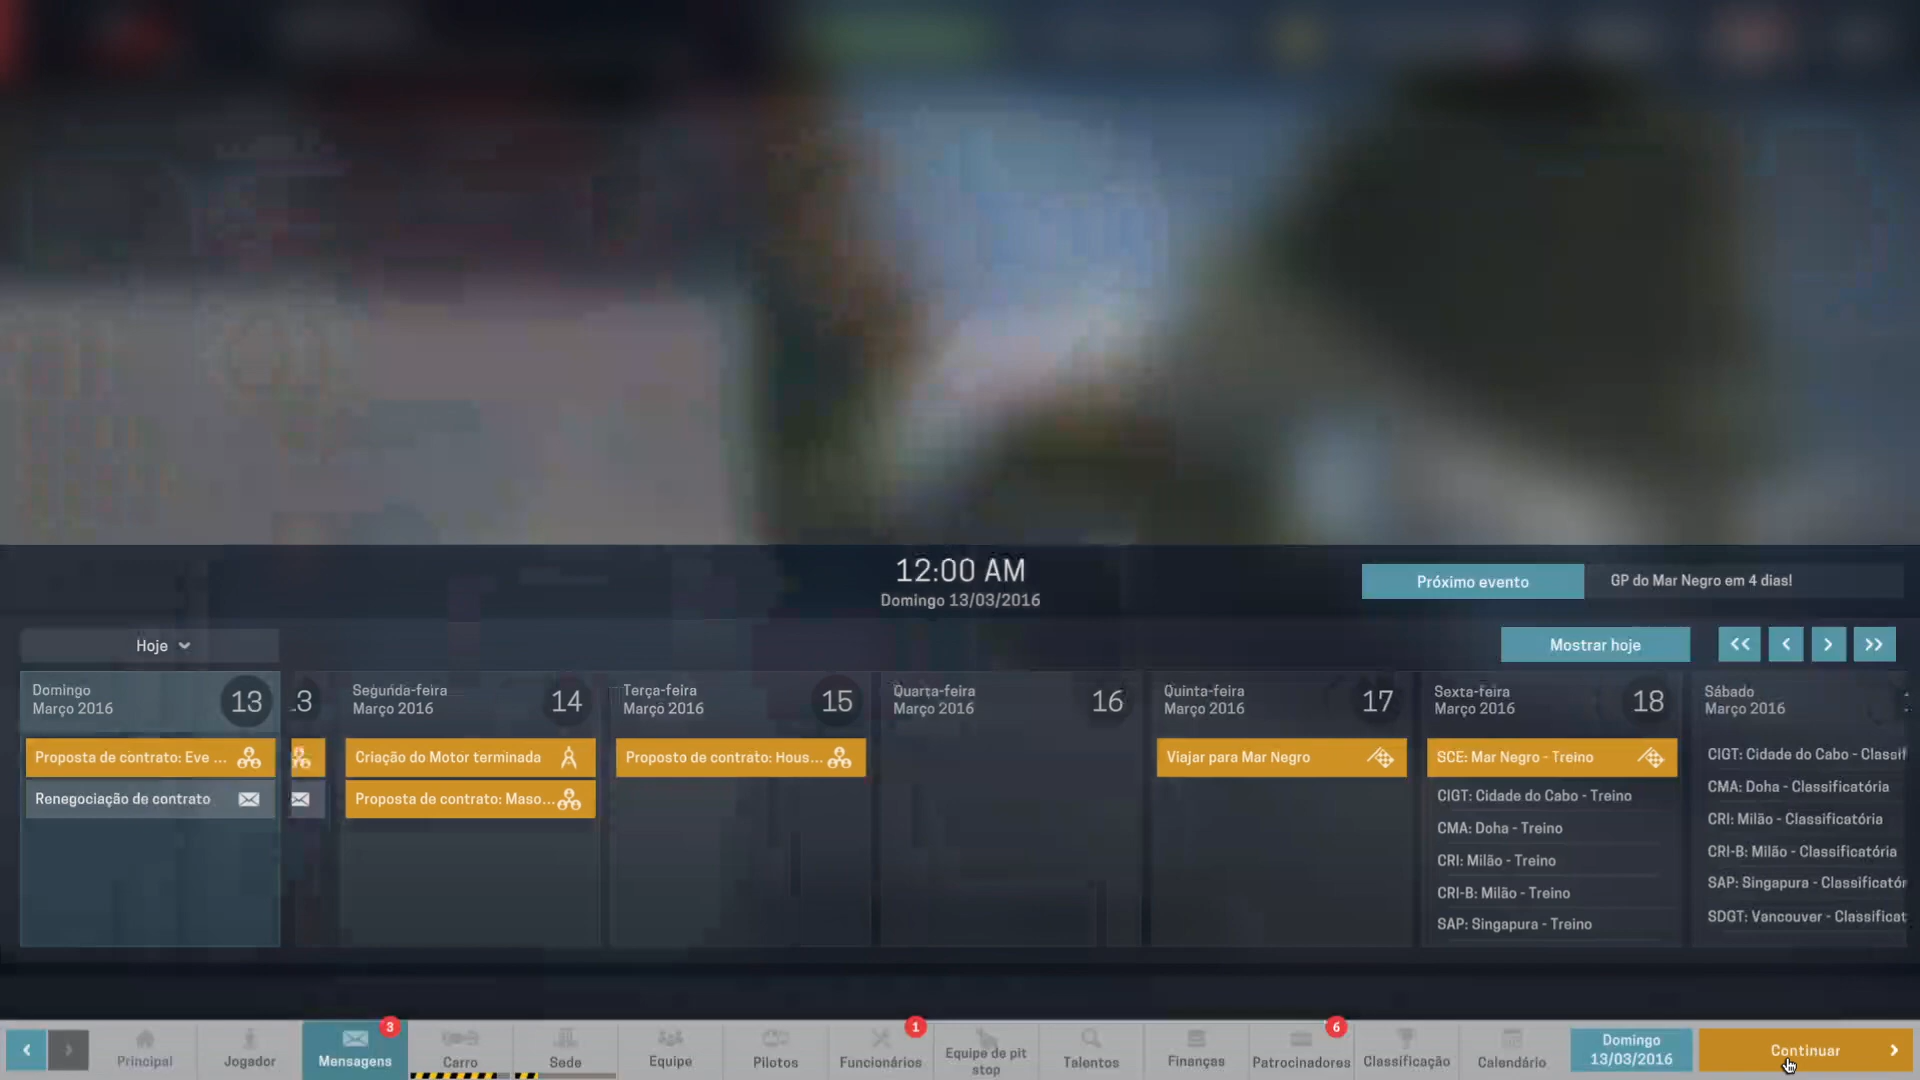 12:00 AM
Domingo 13/03/2016
Próximo evento
GP do Mar Negro em 4 dias!
Hoje
Mostrar hoje
Domingo
Março 2016
13
Proposta de contrato: Eve ...
Renegociação de contrato
3
Segunda-feira
Março 2016
14
Criação do Motor terminada
Proposta de contrato: Maso...
Terça-feira
Março 2016
15
Proposta de contrato: Hous...
Quarta-feira
Março 2016
16
Quinta-feira
Março 2016
17
Viajar para Mar Negro
Sexta-feira
Março 2016
18
SCE: Mar Negro - Treino
CIGT: Cidade do Cabo - Treino
CMA: Doha - Treino
CRI: Milão - Treino
CRI-B: Milão - Treino
SAP: Singapura - Treino
Sábado
Março 2016
CIGT: Cidade do Cabo - Classif
CMA: Doha - Classificatória
CRI: Milão - Classificatória
CRI-B: Milão - Classificatória
SAP: Singapura - Classificatór
SDGT: Vancouver - Classificat
Principal
Jogador
3
Mensagens
Carro
Sede
Equipe
Pilotos
1
Funcionários
Equipe de pit
stop
Talentos
Finanças
6
Patrocinadores
Classificação
Calendário
Domingo
13/03/2016
Continuar